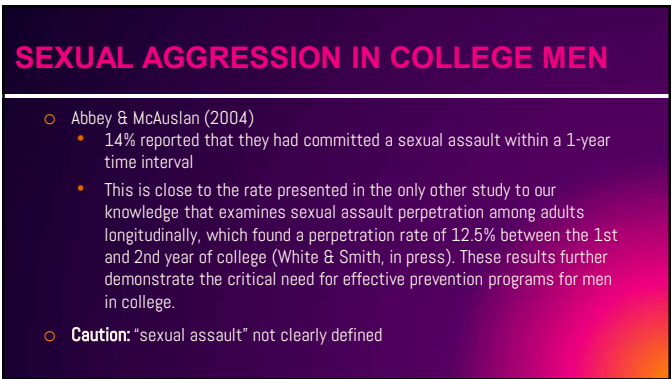 SEXUAL AGGRESSION IN COLLEGE MEN
Abbey & McAuslan (2004)
14% reported that they had committed a sexual assault within a 1-year
time interval
This is close to the rate presented in the only other study to our
knowledge that examines sexual assault perpetration among adults
longitudinally, which found a perpetration rate of 12.5% between the 1st
and 2nd year of college (White & Smith, in press). These results further
demonstrate the critical need for effective prevention programs for men
in college.
Caution: “sexual assault” not clearly defined